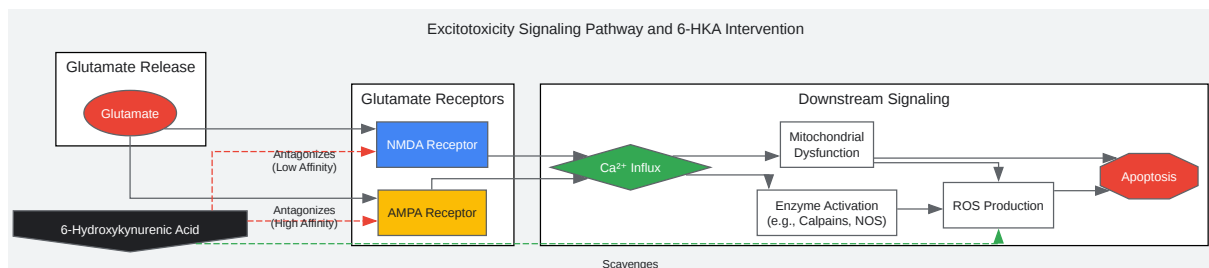 Excitotoxicity Signaling Pathway and 6-HKA Intervention
Glutamate Release
Glutamate
Glutamate Receptors
NMDA Receptor
AMPA Receptor
Antagonizes
(Low Affinity)
Antagonizes
(High Affinity)
6-Hydroxykynurenic Acid
Downstream Signaling
Ca²⁺ Influx
Mitochondrial
Dysfunction
Enzyme Activation
(e.g., Calpains, NOS)
ROS Production
Apoptosis
Scavenges